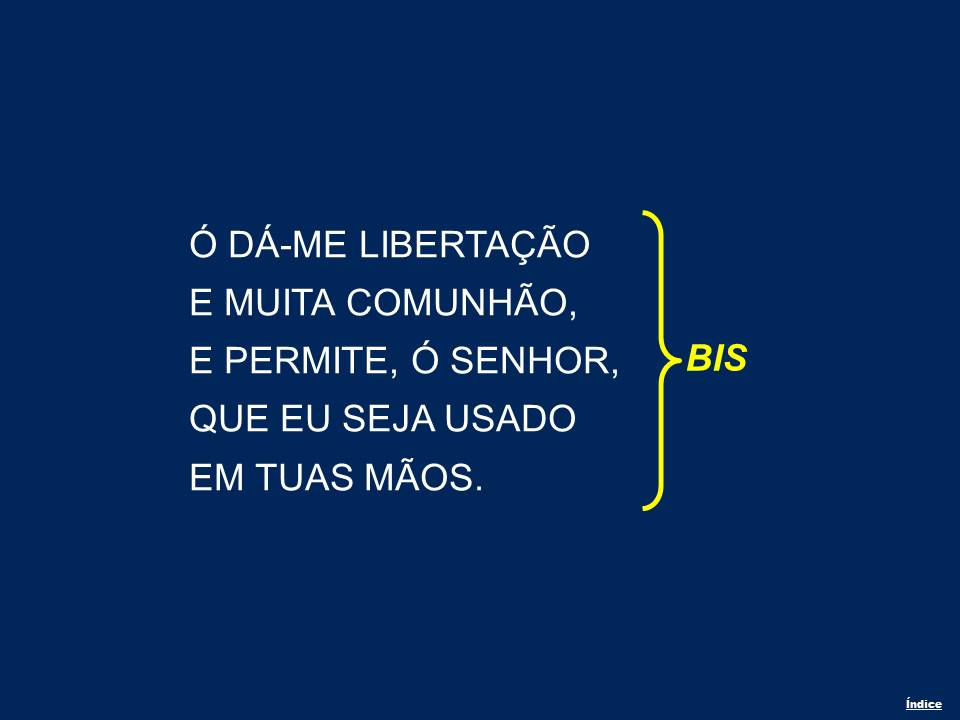 Ó DÁ-ME LIBERTAÇÃO
E MUITA COMUNHÃO,
E PERMITE, Ó SENHOR,
QUE EU SEJA USADO
EM TUAS MÃOS.
BIS
Índice